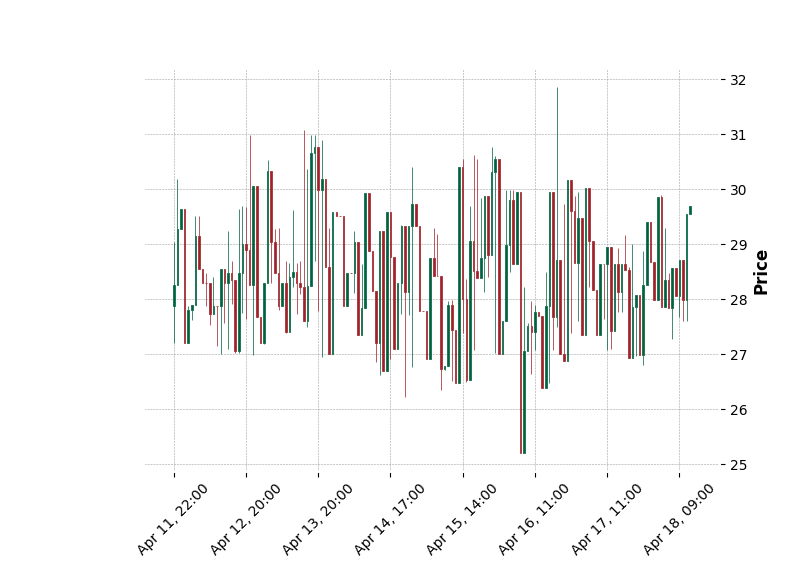 32
31
30
29
28
27
26
25
Price
Apr 11, 22:00
Apr 12, 20:00
Apr 13, 20:00
Apr 14, 17:00
Apr 15, 14:00
Apr 16, 11:00
Apr 17, 11:00
Apr 18, 09:00